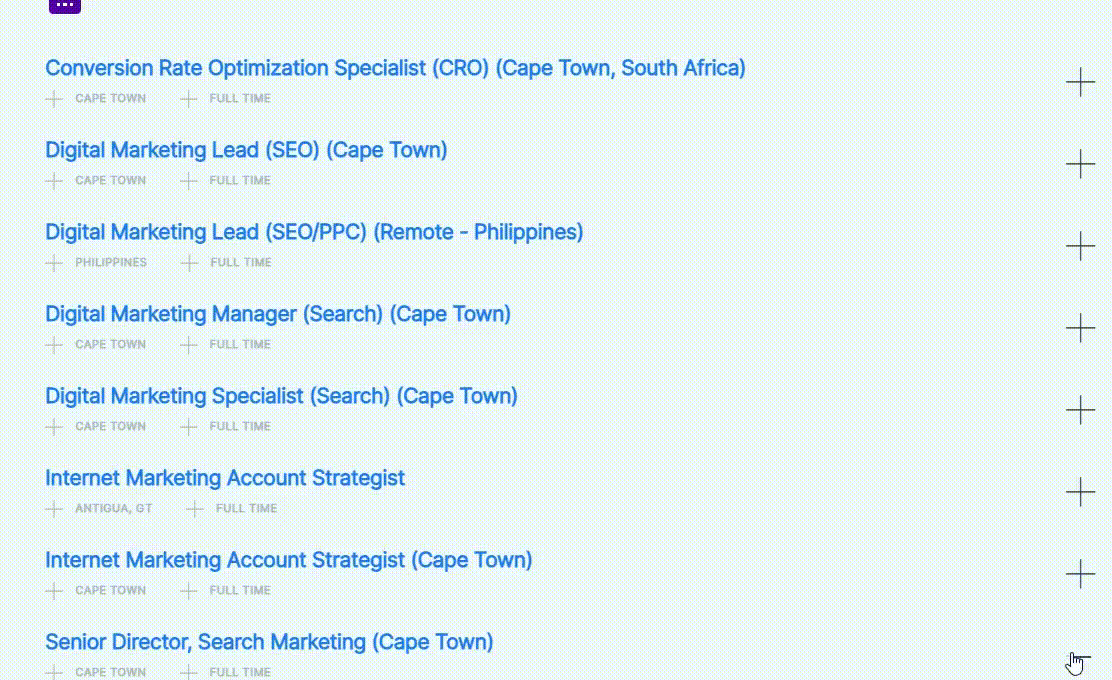 Conversion Rate Optimization Specialist (CRO) (Cape Town, South Africa)
CAPE TOWN FULL TIME
Digital Marketing Lead (SEO) (Cape Town)
CAPE TOWN FULL TIME
Digital Marketing Lead (SEO/PPC) (Remote - Philippines)
PHILIPPINES FULL TIME
Digital Marketing Manager (Search) (Cape Town)
CAPE TOWN FULL TIME
Digital Marketing Specialist (Search) (Cape Town)
CAPE TOWN FULL TIME
Internet Marketing Account Strategist
ANTIGUA, GT FULL TIME
Internet Marketing Account Strategist (Cape Town)
CAPE TOWN FULL TIME
Senior Director, Search Marketing (Cape Town)
CAPE TOWN FULL TIME